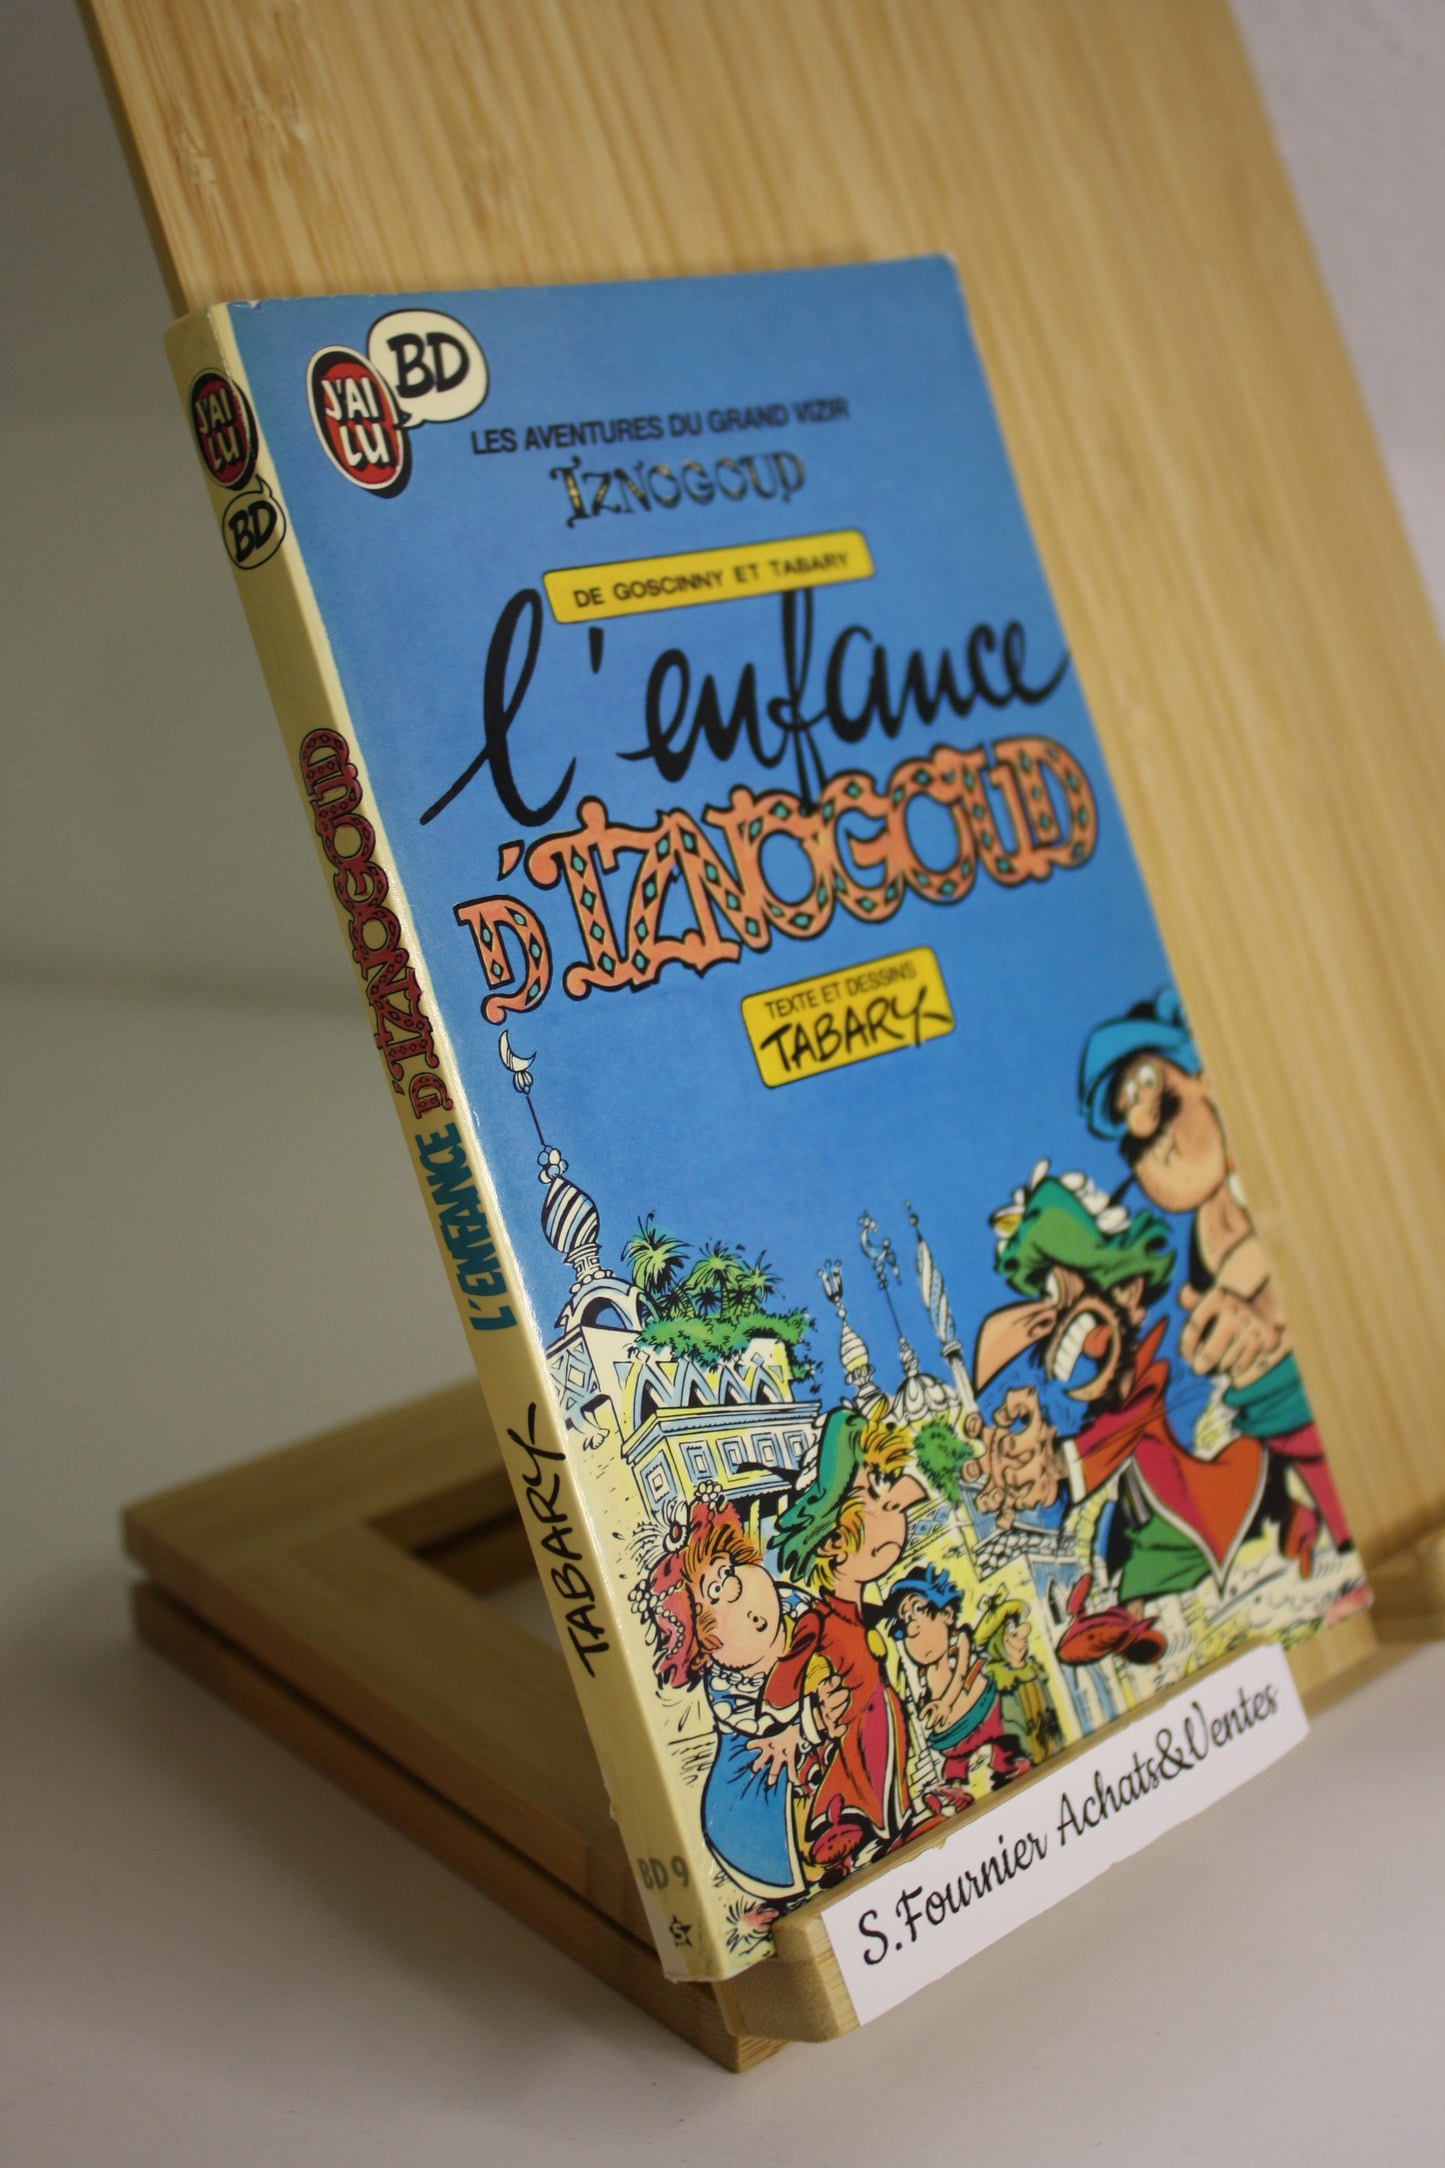 J'AI
LU
BD
LES AVENTURES DU GRAND VIZIR
IZNOGOUD
DE GOSCINNY ET TABARY
l'enfance
D'IZNOGOUD
TEXTE ET DESSINS
TABARY
J'AI
LU
BD
L'ENFANCE D'IZNOGOUD
TABARY
BD 9
S
S.Fournier Achats&Ventes